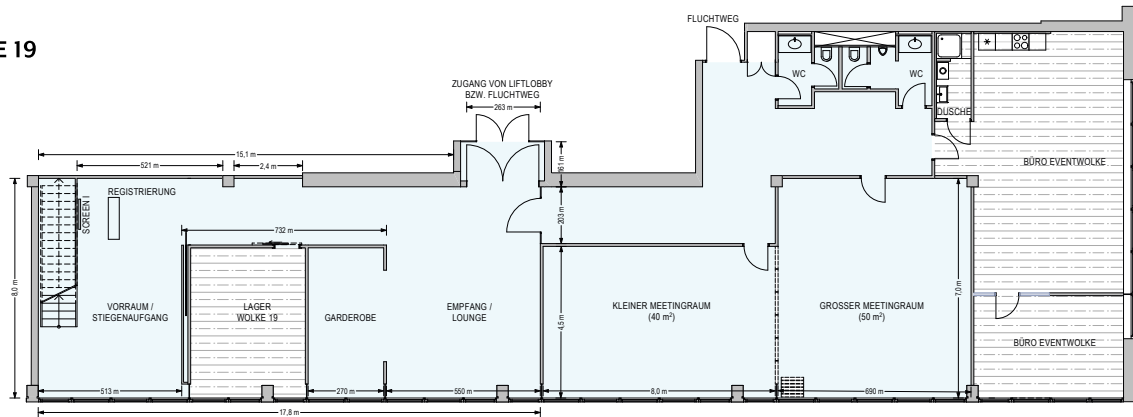 E 19
FLUCHTWEG
ZUGANG VON LIFTLOBBY
BZW. FLUCHTWEG
263 m
WC
WC
DUSCHE
BÜRO EVENTWOKLE
15,1 m
521 m
2,4 m
161 m
REGISTRIERUNG
SCREEN I
732 m
203 m
8,0 m
VORRAUM /
STIEGENAUFGANG
LAGER
WOLKE 19
GARDEROBE
EMPFANG /
LOUNGE
4,5 m
KLEINER MEETINGRAUM
(40 m²)
GROSSER MEETINGRAUM
(50 m²)
7,0 m
BÜRO EVENTWOLKE
513 m
270 m
550 m
8,0 m
690 m
17,8 m